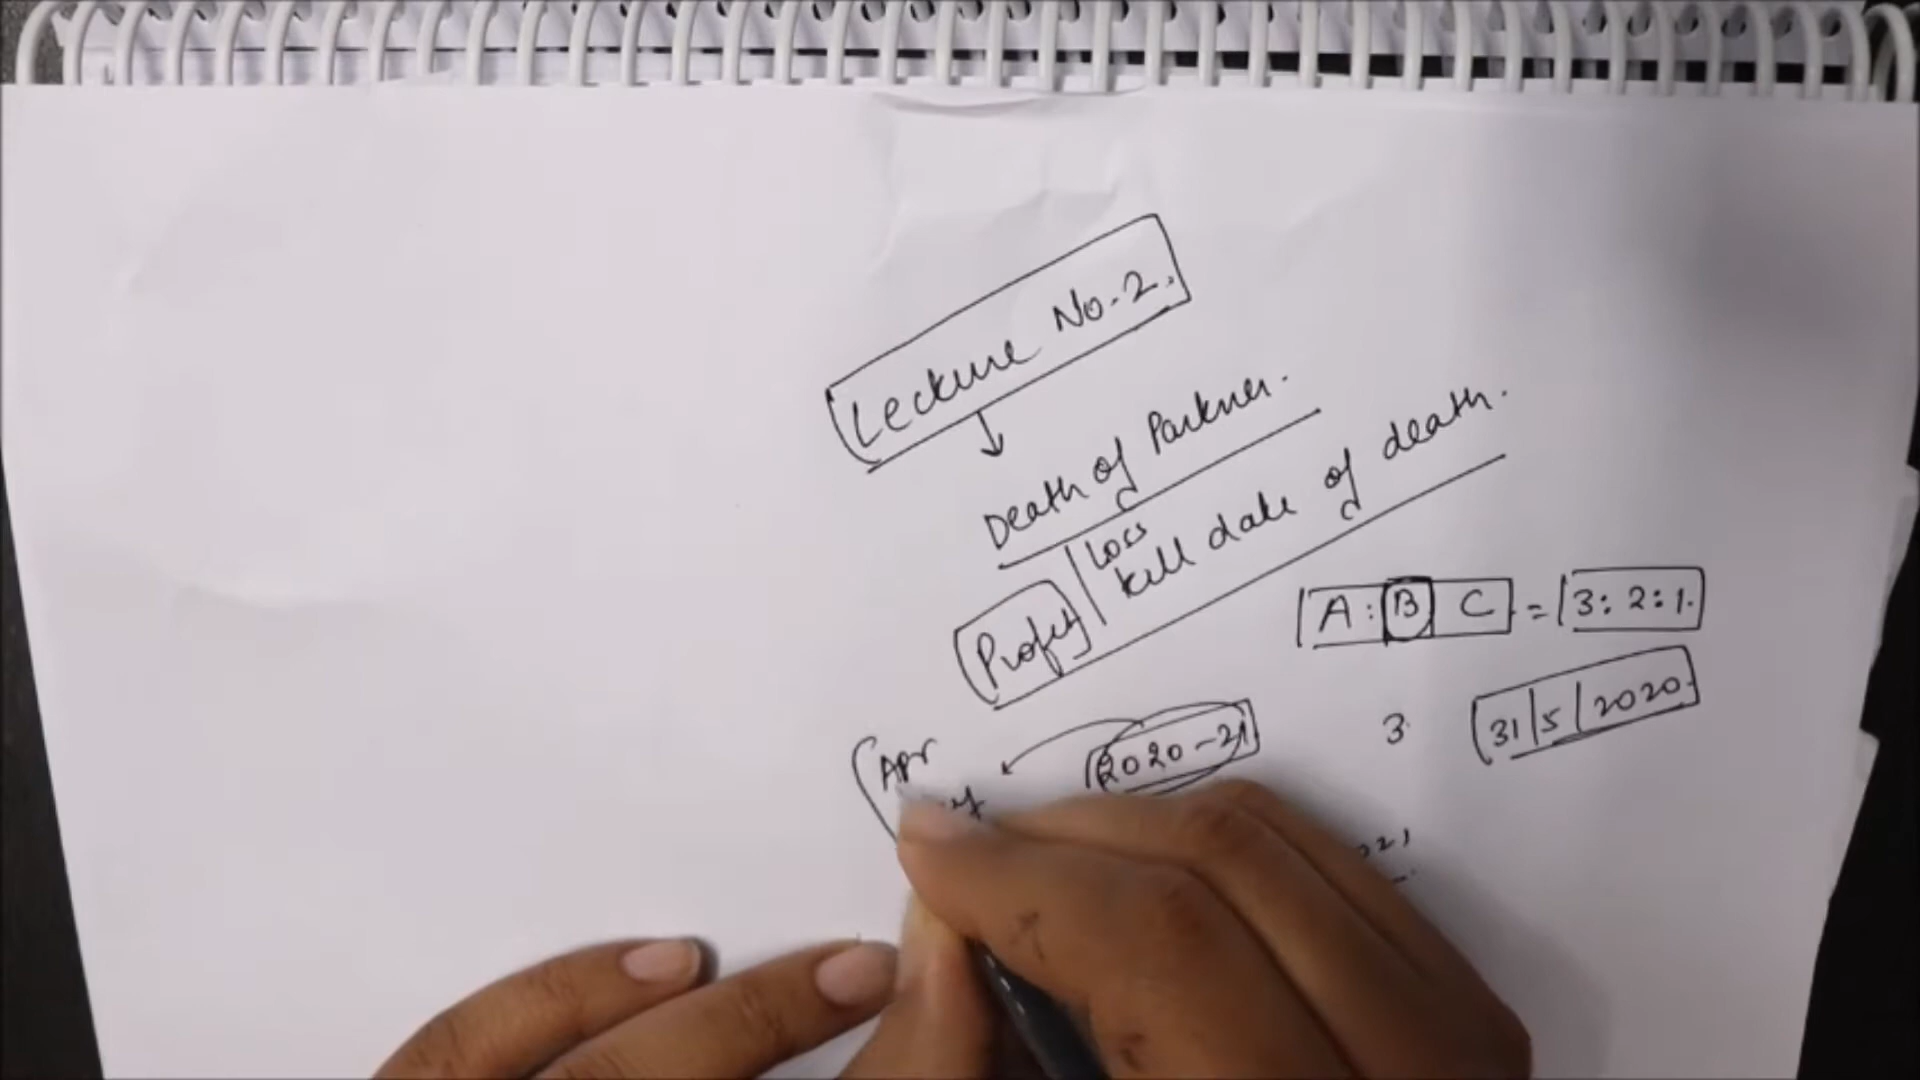 Lecture No-2.
Death of Partner.
Profit | Loss till date of death.
A : B C = 3 : 2 : 1.
3 31/5/2020.
2020-21
Apr